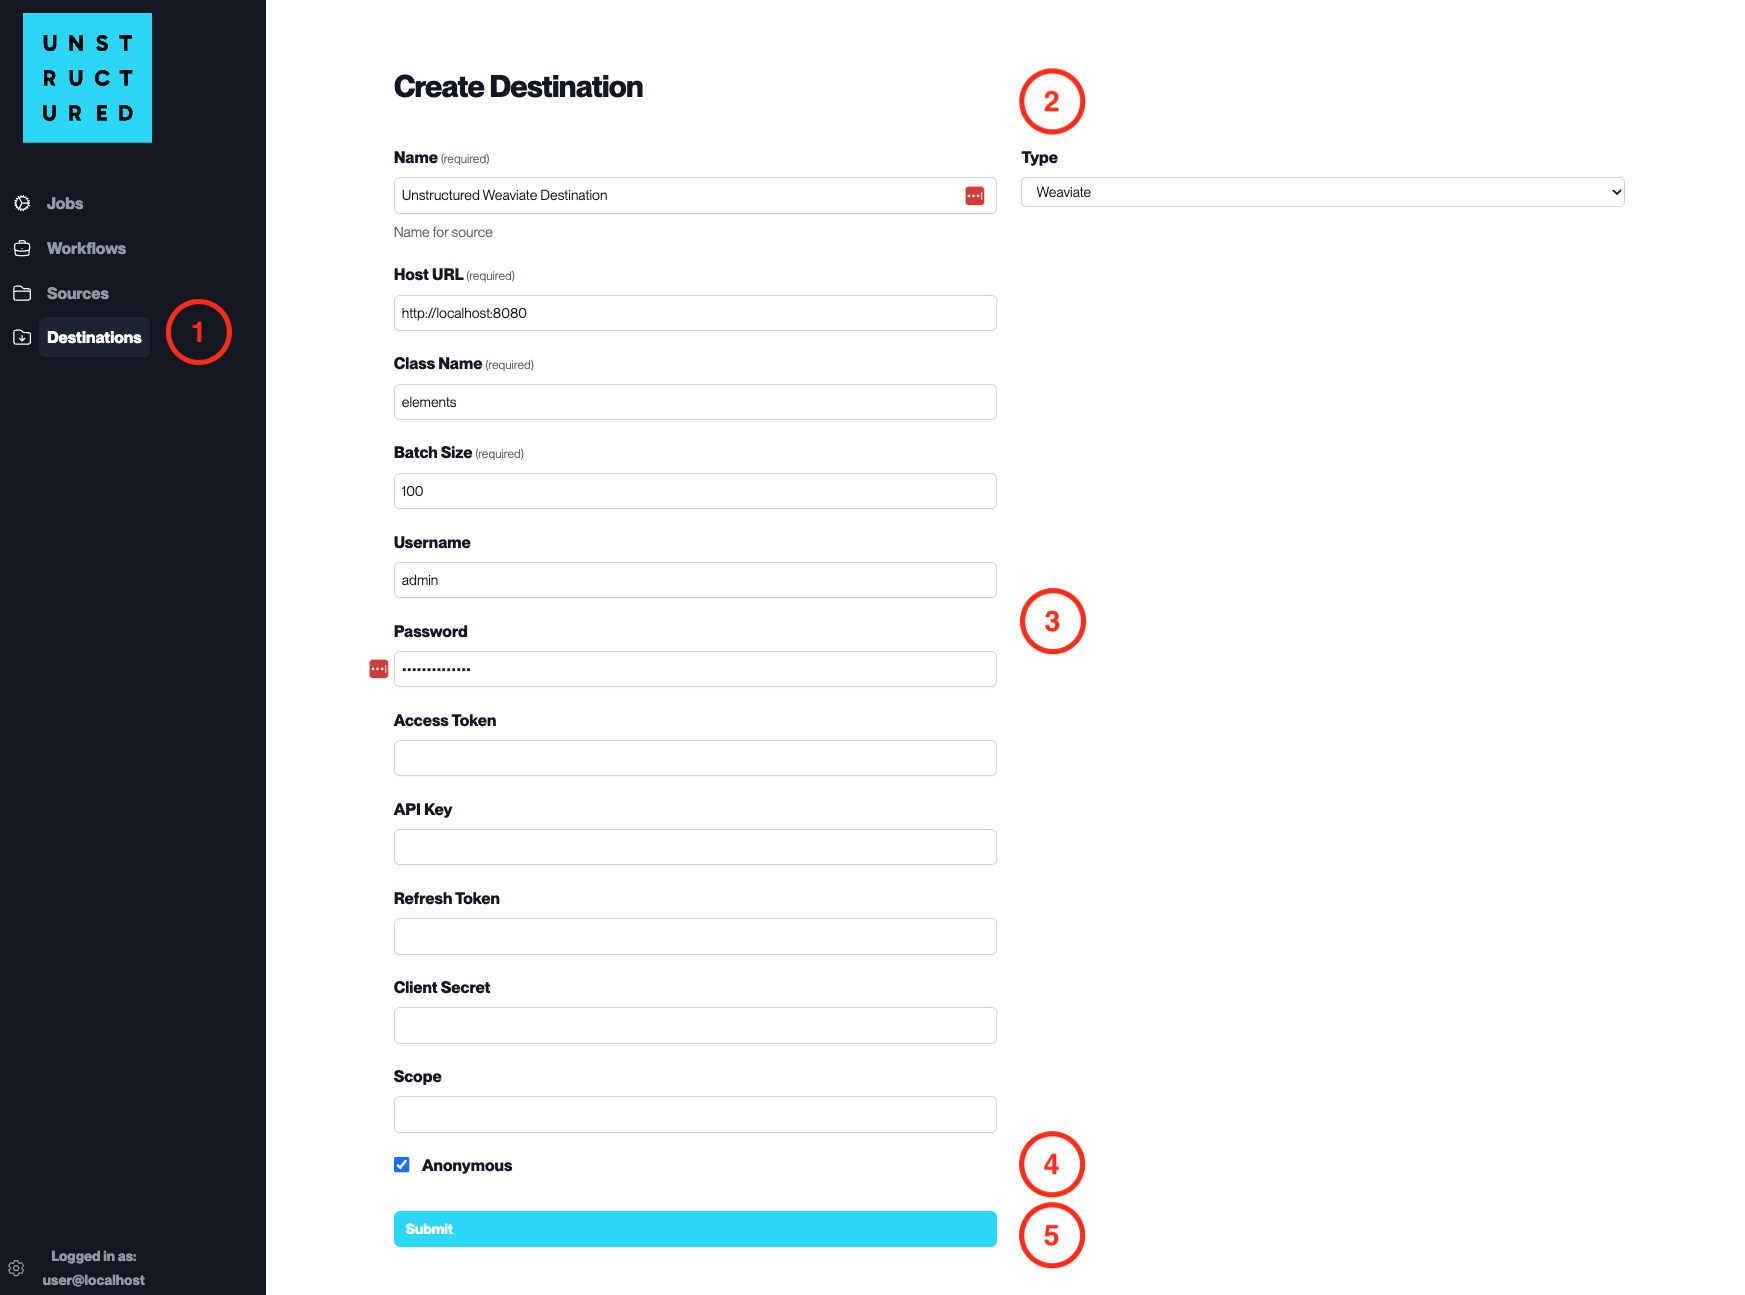 UNST
RUCT
URED
Jobs
Workflows
Sources
Destinations
1
Create Destination
2
Name (required)
Type
Unstructured Weaviate Destination
Weaviate
Name for source
Host URL (required)
http://localhost:8080
Class Name (required)
elements
Batch Size (required)
100
Username
admin
3
Password
••••••••••••••
Access Token
API Key
Refresh Token
Client Secret
Scope
Anonymous
4
Submit
5
Logged in as:
user@localhost